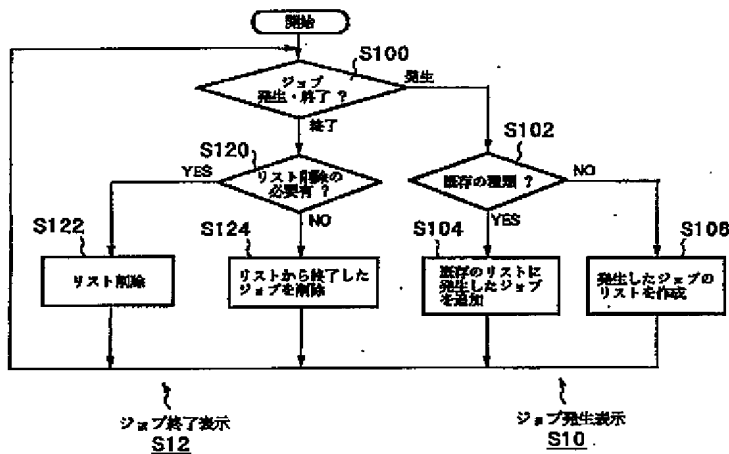 開始
S100
ジョブ
発生・終了？
発生
終了
S102
既存の種類？
NO
YES
S120
リスト削除の
必要有？
YES
NO
S122
リスト削除
S124
リストから終了した
ジョブを削除
S104
既存のリストに
発生したジョブ
を追加
S106
発生したジョブの
リストを作成
ジョブ終了表示
S12
ジョブ発生表示
S10